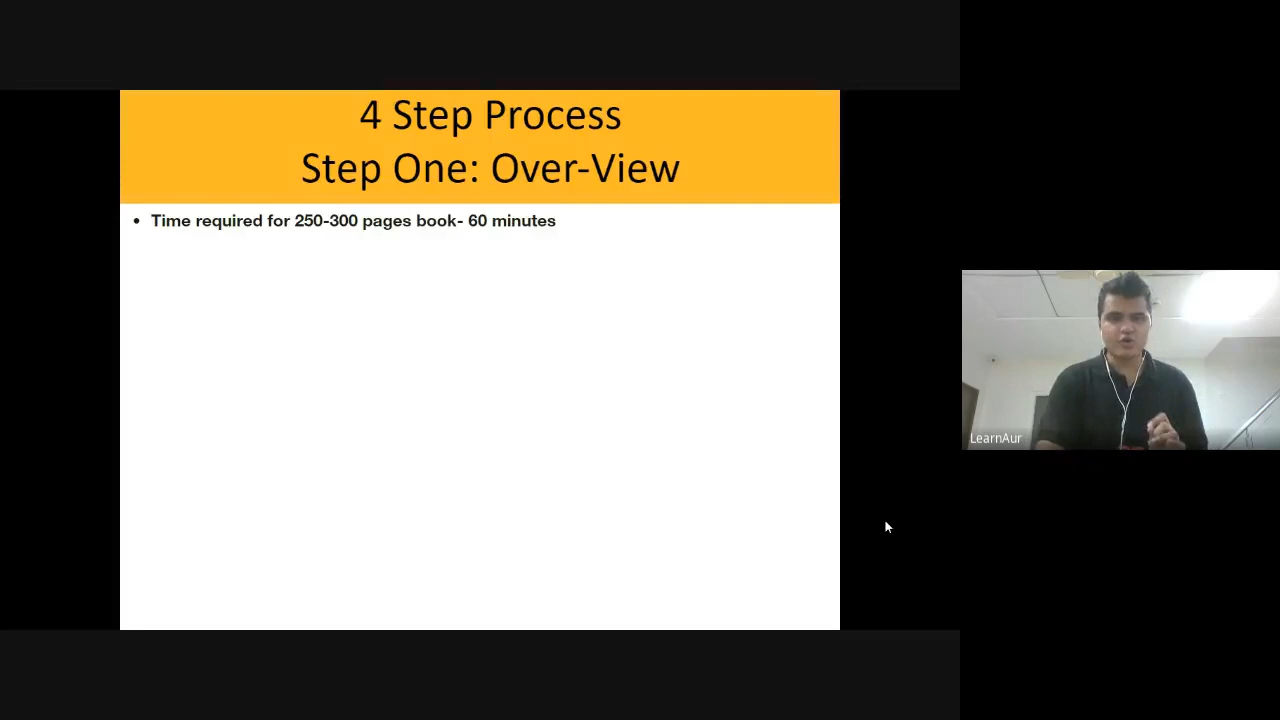 4 Step Process
Step One: Over-View
• Time required for 250-300 pages book- 60 minutes
LearnAur